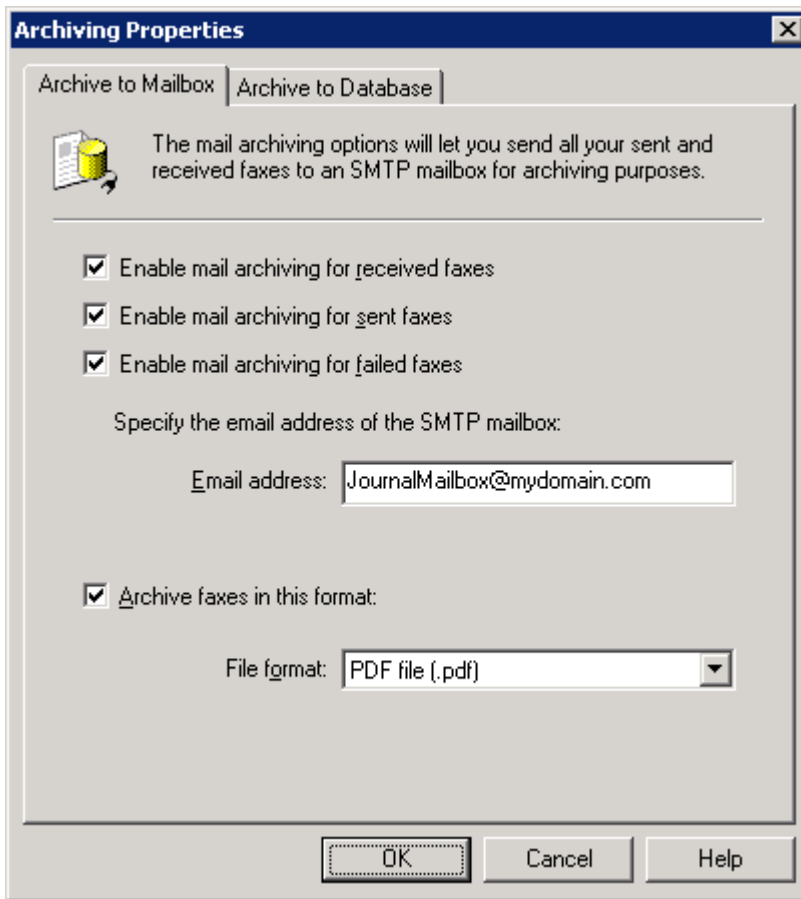 Archiving Properties
Archive to Mailbox Archive to Database
The mail archiving options will let you send all your sent and
received faxes to an SMTP mailbox for archiving purposes.
Enable mail archiving for received faxes
Enable mail archiving for sent faxes
Enable mail archiving for failed faxes
Specify the email address of the SMTP mailbox:
Email address: JournalMailbox@mydomain.com
Archive faxes in this format:
File format: PDF file (.pdf)
OK Cancel Help